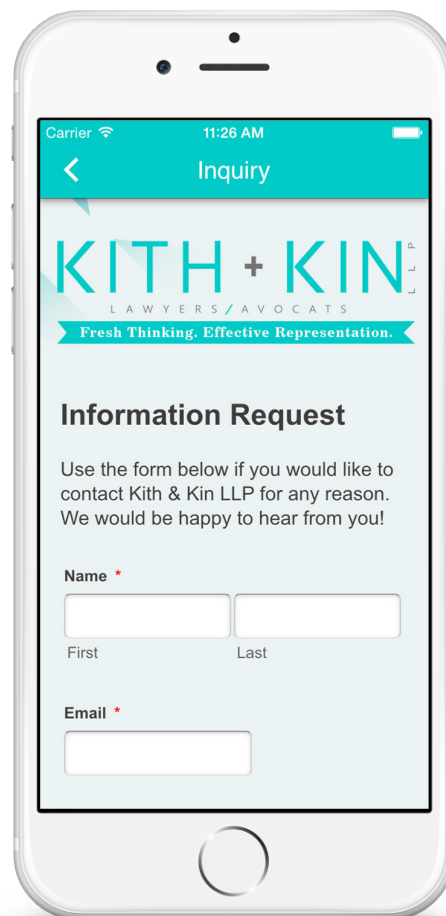 Carrier 11:26 AM
Inquiry
KITH + KIN LLP
LAWYERS/AVOCATS
Fresh Thinking. Effective Representation.
Information Request
Use the form below if you would like to
contact Kith & Kin LLP for any reason.
We would be happy to hear from you!
Name *
First Last
Email *